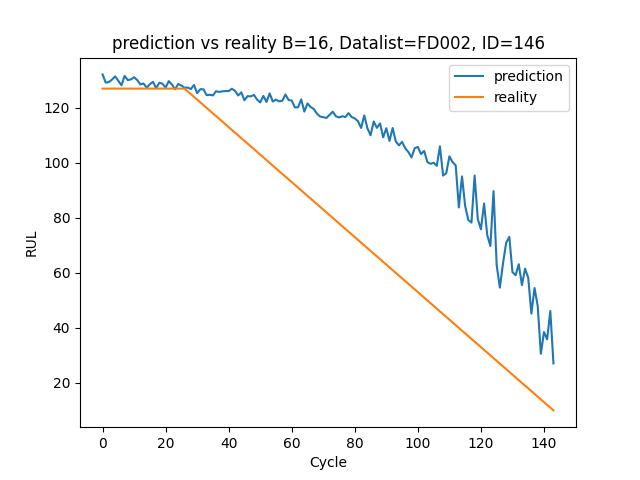 prediction vs reality B=16, Datalist=FD002, ID=146
prediction
reality
RUL
120
100
80
60
40
20
0 20 40 60 80 100 120 140
Cycle